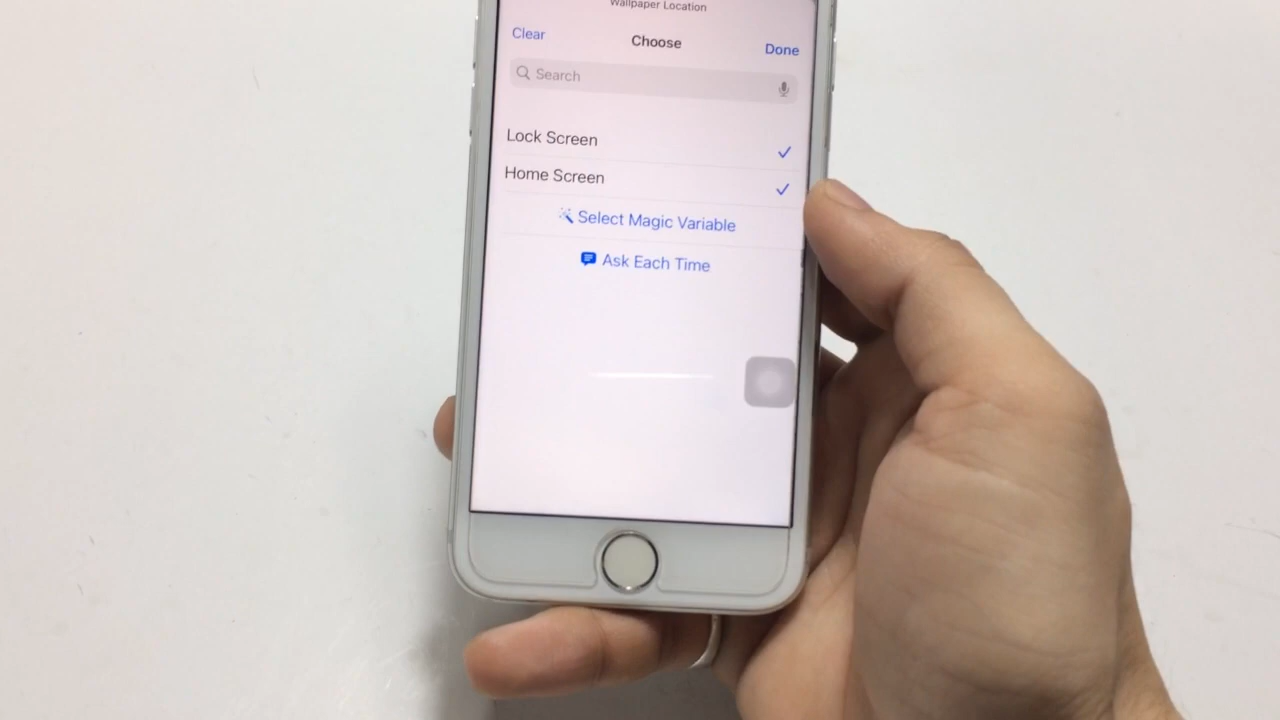 Wallpaper Location
Clear Choose Done
Search
Lock Screen
Home Screen
Select Magic Variable
Ask Each Time